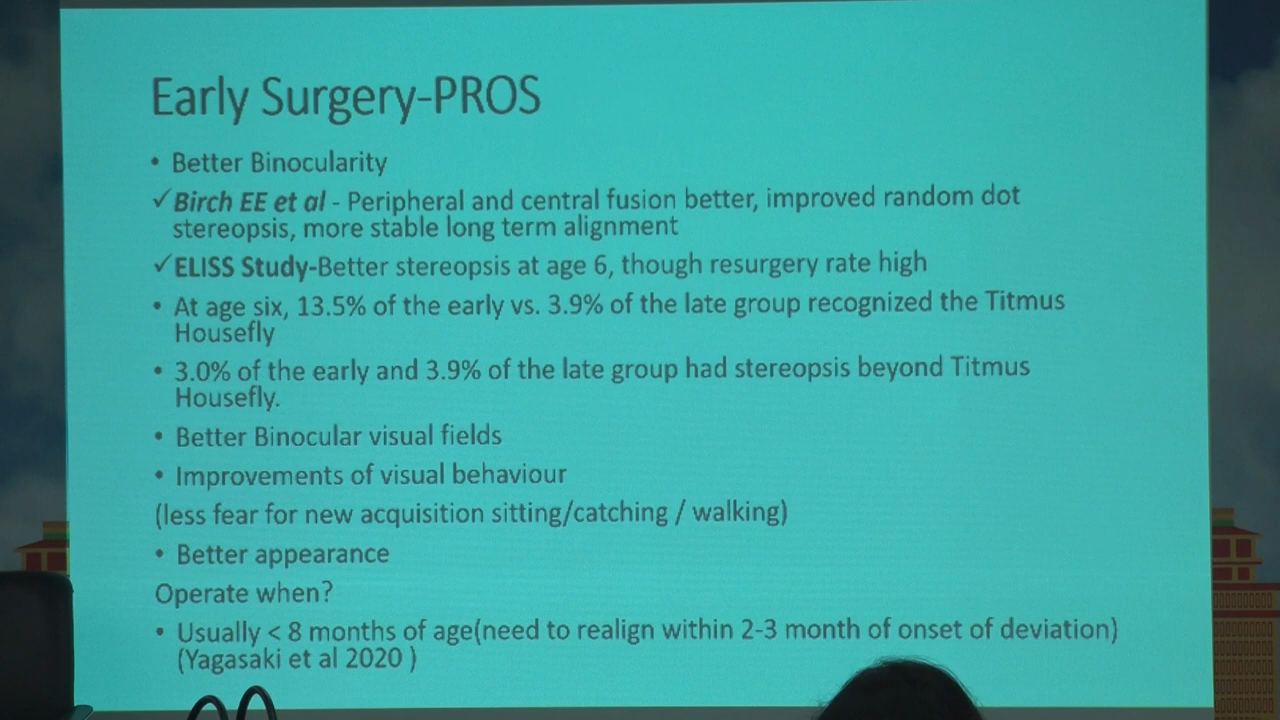 Early Surgery-PROS
• Better Binocularity
✓Birch EE et al - Peripheral and central fusion better, improved random dot
stereopsis, more stable long term alignment
✓ELISS Study-Better stereopsis at age 6, though resurgery rate high
• At age six, 13.5% of the early vs. 3.9% of the late group recognized the Titmus
Housefly
• 3.0% of the early and 3.9% of the late group had stereopsis beyond Titmus
Housefly.
• Better Binocular visual fields
• Improvements of visual behaviour
(less fear for new acquisition sitting/catching / walking)
• Better appearance
Operate when?
• Usually < 8 months of age(need to realign within 2-3 month of onset of deviation)
(Yagasaki et al 2020 )